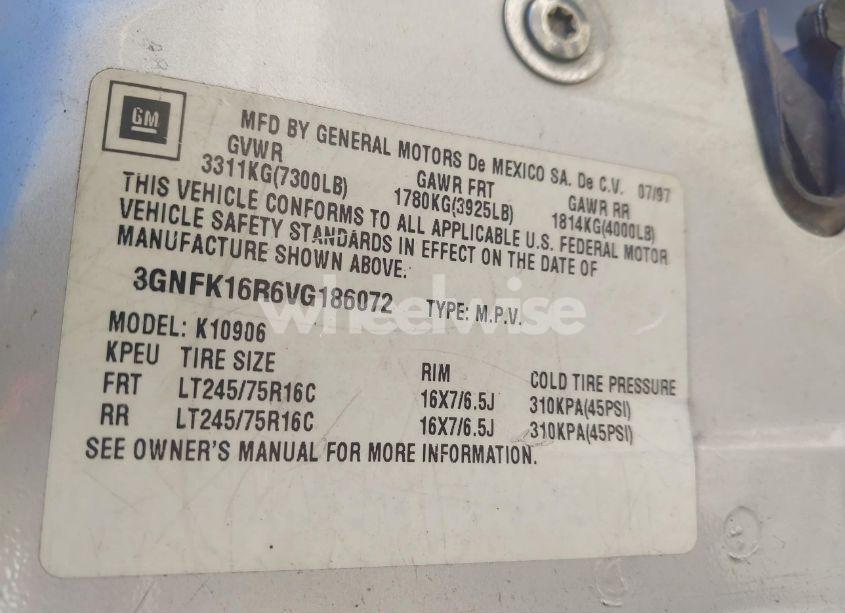 GM
MFD BY GENERAL MOTORS De MEXICO SA. De C.V. 07/97
GVWR GAWR FRT GAWR RR
3311KG(7300LB) 1780KG(3925LB) 1814KG(4000LB)
THIS VEHICLE CONFORMS TO ALL APPLICABLE U.S. FEDERAL MOTOR
VEHICLE SAFETY STANDARDS IN EFFECT ON THE DATE OF
MANUFACTURE SHOWN ABOVE.
3GNFK16R6VG186072 TYPE: M.P.V.
wheelwise
MODEL: K10906
KPEU TIRE SIZE RIM COLD TIRE PRESSURE
FRT LT245/75R16C 16X7/6.5J 310KPA(45PSI)
RR LT245/75R16C 16X7/6.5J 310KPA(45PSI)
SEE OWNER'S MANUAL FOR MORE INFORMATION.